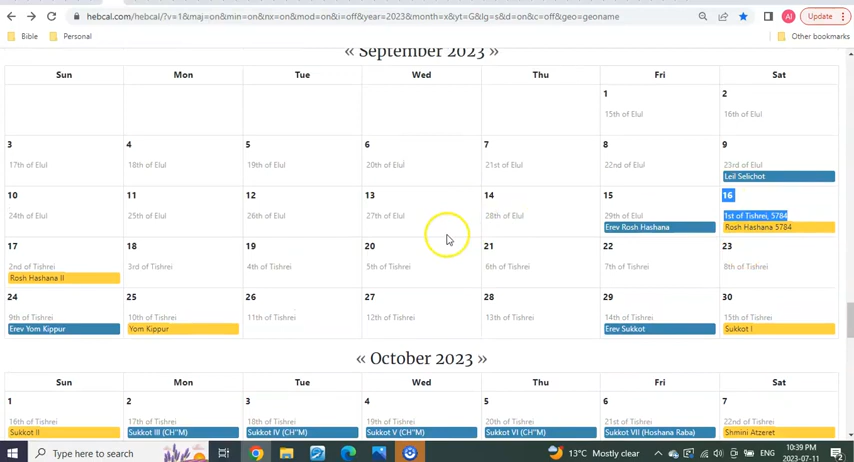 hebcal.com/hebcal/?v=1&maj=on&min=on&nx=on&mod=on&i=off&year=2023&month=x&yt=G&lg=s&d=on&c=off&geo=geoname
AI
Update
Bible
Personal
Other bookmarks
« September 2023 »
Sun Mon Tue Wed Thu Fri Sat
1 2
15th of Elul 16th of Elul
3 4 5 6 7 8 9
17th of Elul 18th of Elul 19th of Elul 20th of Elul 21st of Elul 22nd of Elul 23rd of Elul
Leil Selichot
10 11 12 13 14 15 16
24th of Elul 25th of Elul 26th of Elul 27th of Elul 28th of Elul 29th of Elul 1st of Tishrei, 5784
Erev Rosh Hashana Rosh Hashana 5784
17 18 19 20 21 22 23
2nd of Tishrei 3rd of Tishrei 4th of Tishrei 5th of Tishrei 6th of Tishrei 7th of Tishrei 8th of Tishrei
Rosh Hashana II
24 25 26 27 28 29 30
9th of Tishrei 10th of Tishrei 11th of Tishrei 12th of Tishrei 13th of Tishrei 14th of Tishrei 15th of Tishrei
Erev Yom Kippur Yom Kippur Erev Sukkot Sukkot I
« October 2023 »
Sun Mon Tue Wed Thu Fri Sat
1 2 3 4 5 6 7
16th of Tishrei 17th of Tishrei 18th of Tishrei 19th of Tishrei 20th of Tishrei 21st of Tishrei 22nd of Tishrei
Sukkot II Sukkot III (CH''M) Sukkot IV (CH''M) Sukkot V (CH''M) Sukkot VI (CH''M) Sukkot VII (Hoshana Raba) Shmini Atzeret
Type here to search
13°C Mostly clear
ENG
10:39 PM
2023-07-11
2